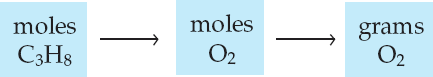 moles
C₃H₈
moles
O₂
grams
O₂